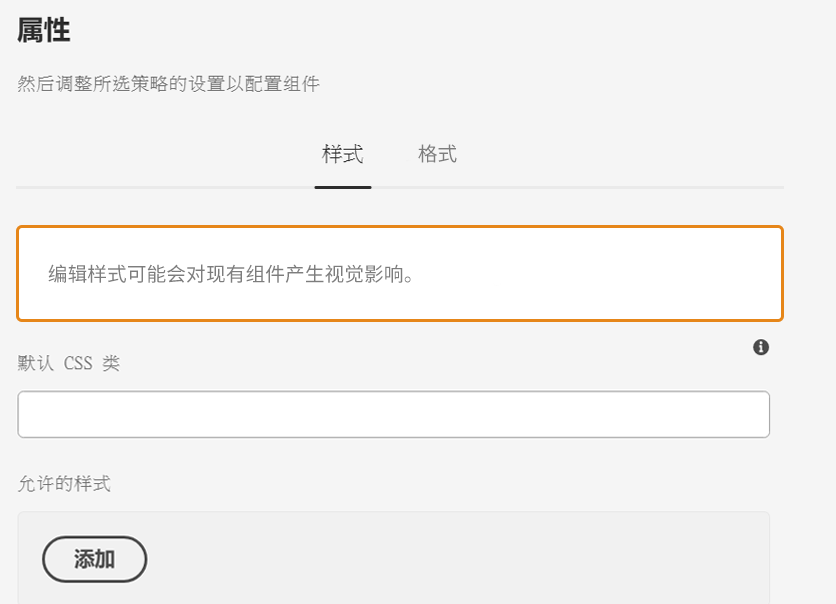 属性
然后调整所选策略的设置以配置组件
样式 格式
编辑样式可能会对现有组件产生视觉影响。
默认 CSS 类
允许的样式
添加